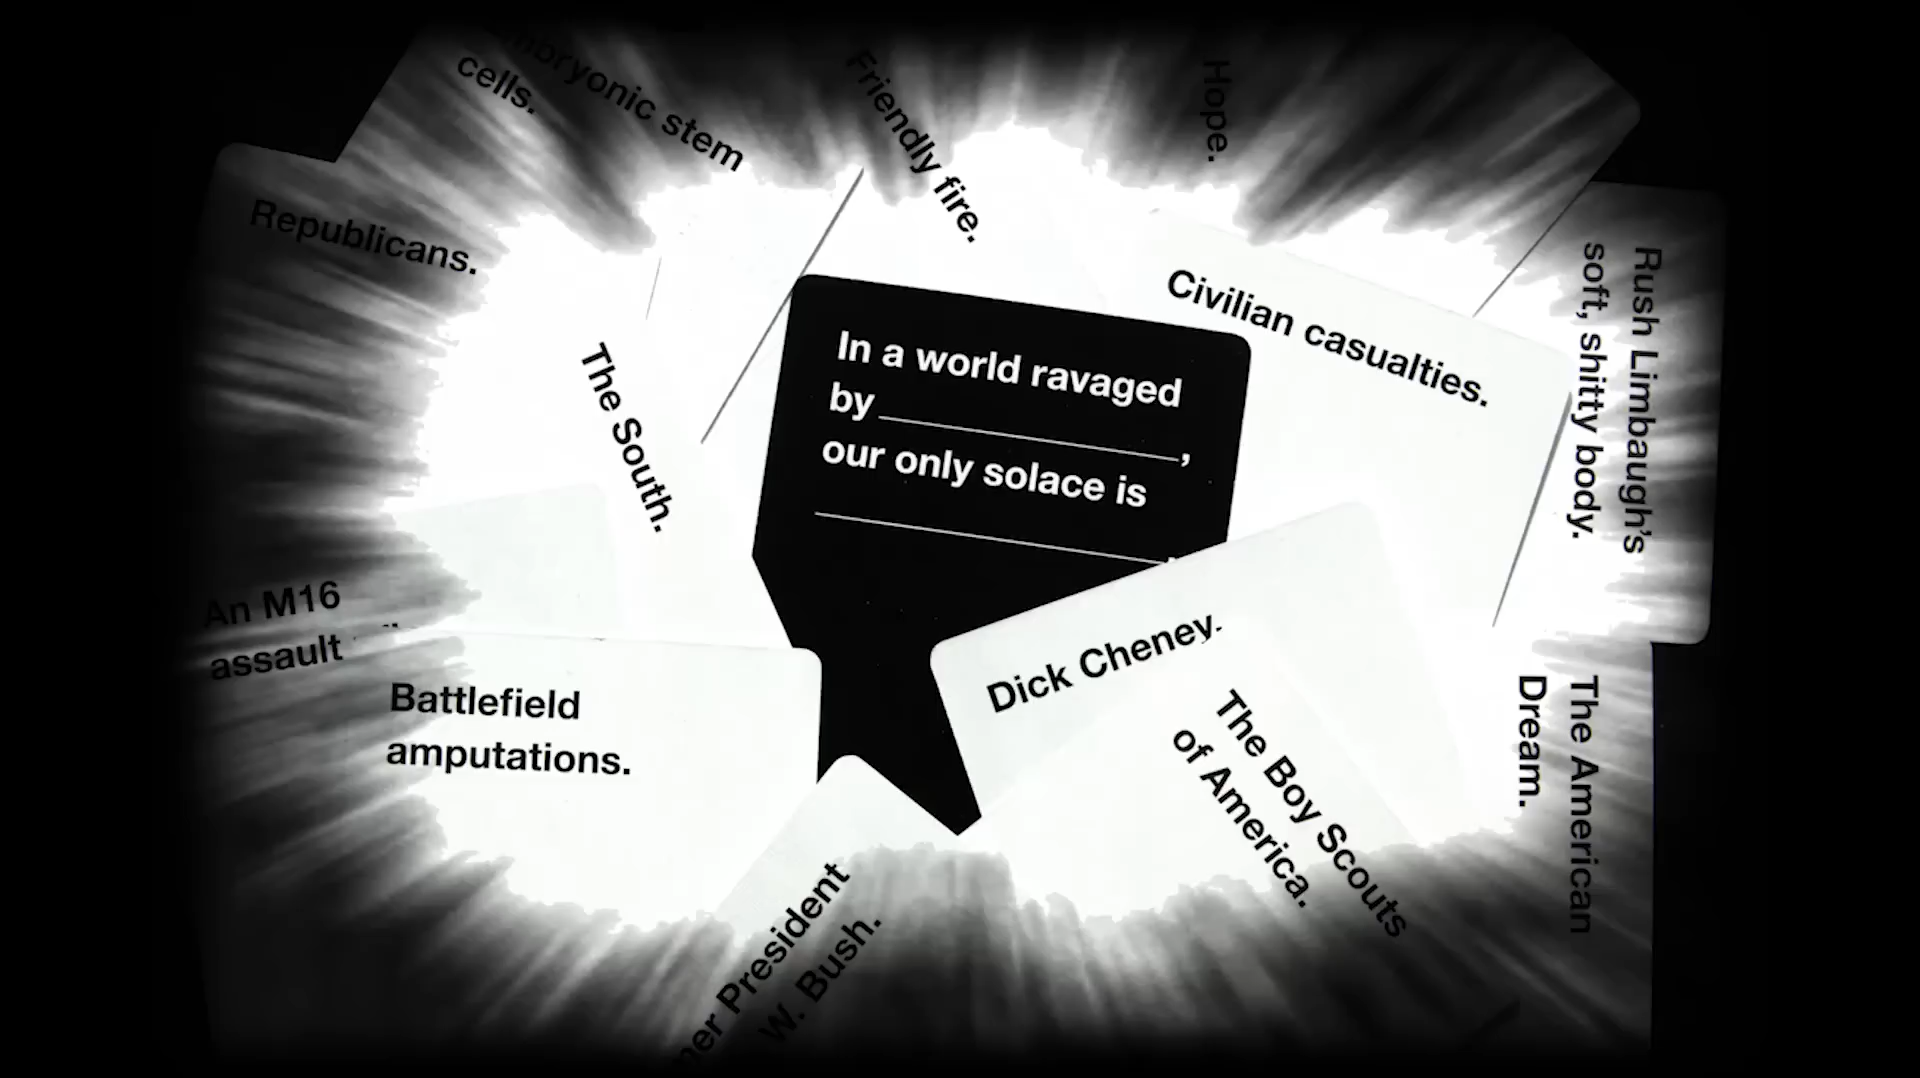 stem
cells.
Friendly fire.
Hope.
Republicans.
Rush Limbaugh's
soft, shitty body.
Civilian casualties.
In a world ravaged
by ____________,
our only solace is
____________.
The South.
An M16
assault
Battlefield
amputations.
Dick Cheney.
The Boy Scouts
of America.
The American
Dream.
President
W. Bush.